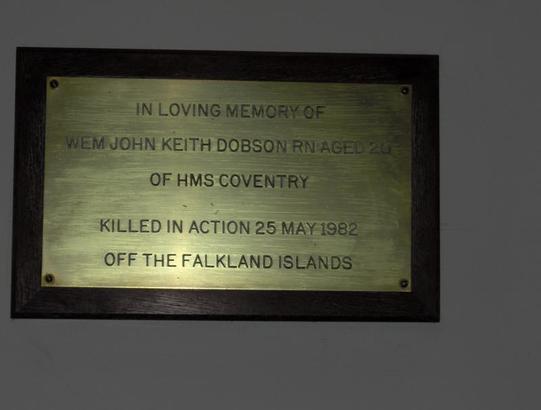 IN LOVING MEMORY OF
WEM JOHN KEITH DOBSON RN AGED 20
OF HMS COVENTRY
KILLED IN ACTION 25 MAY 1982
OFF THE FALKLAND ISLANDS